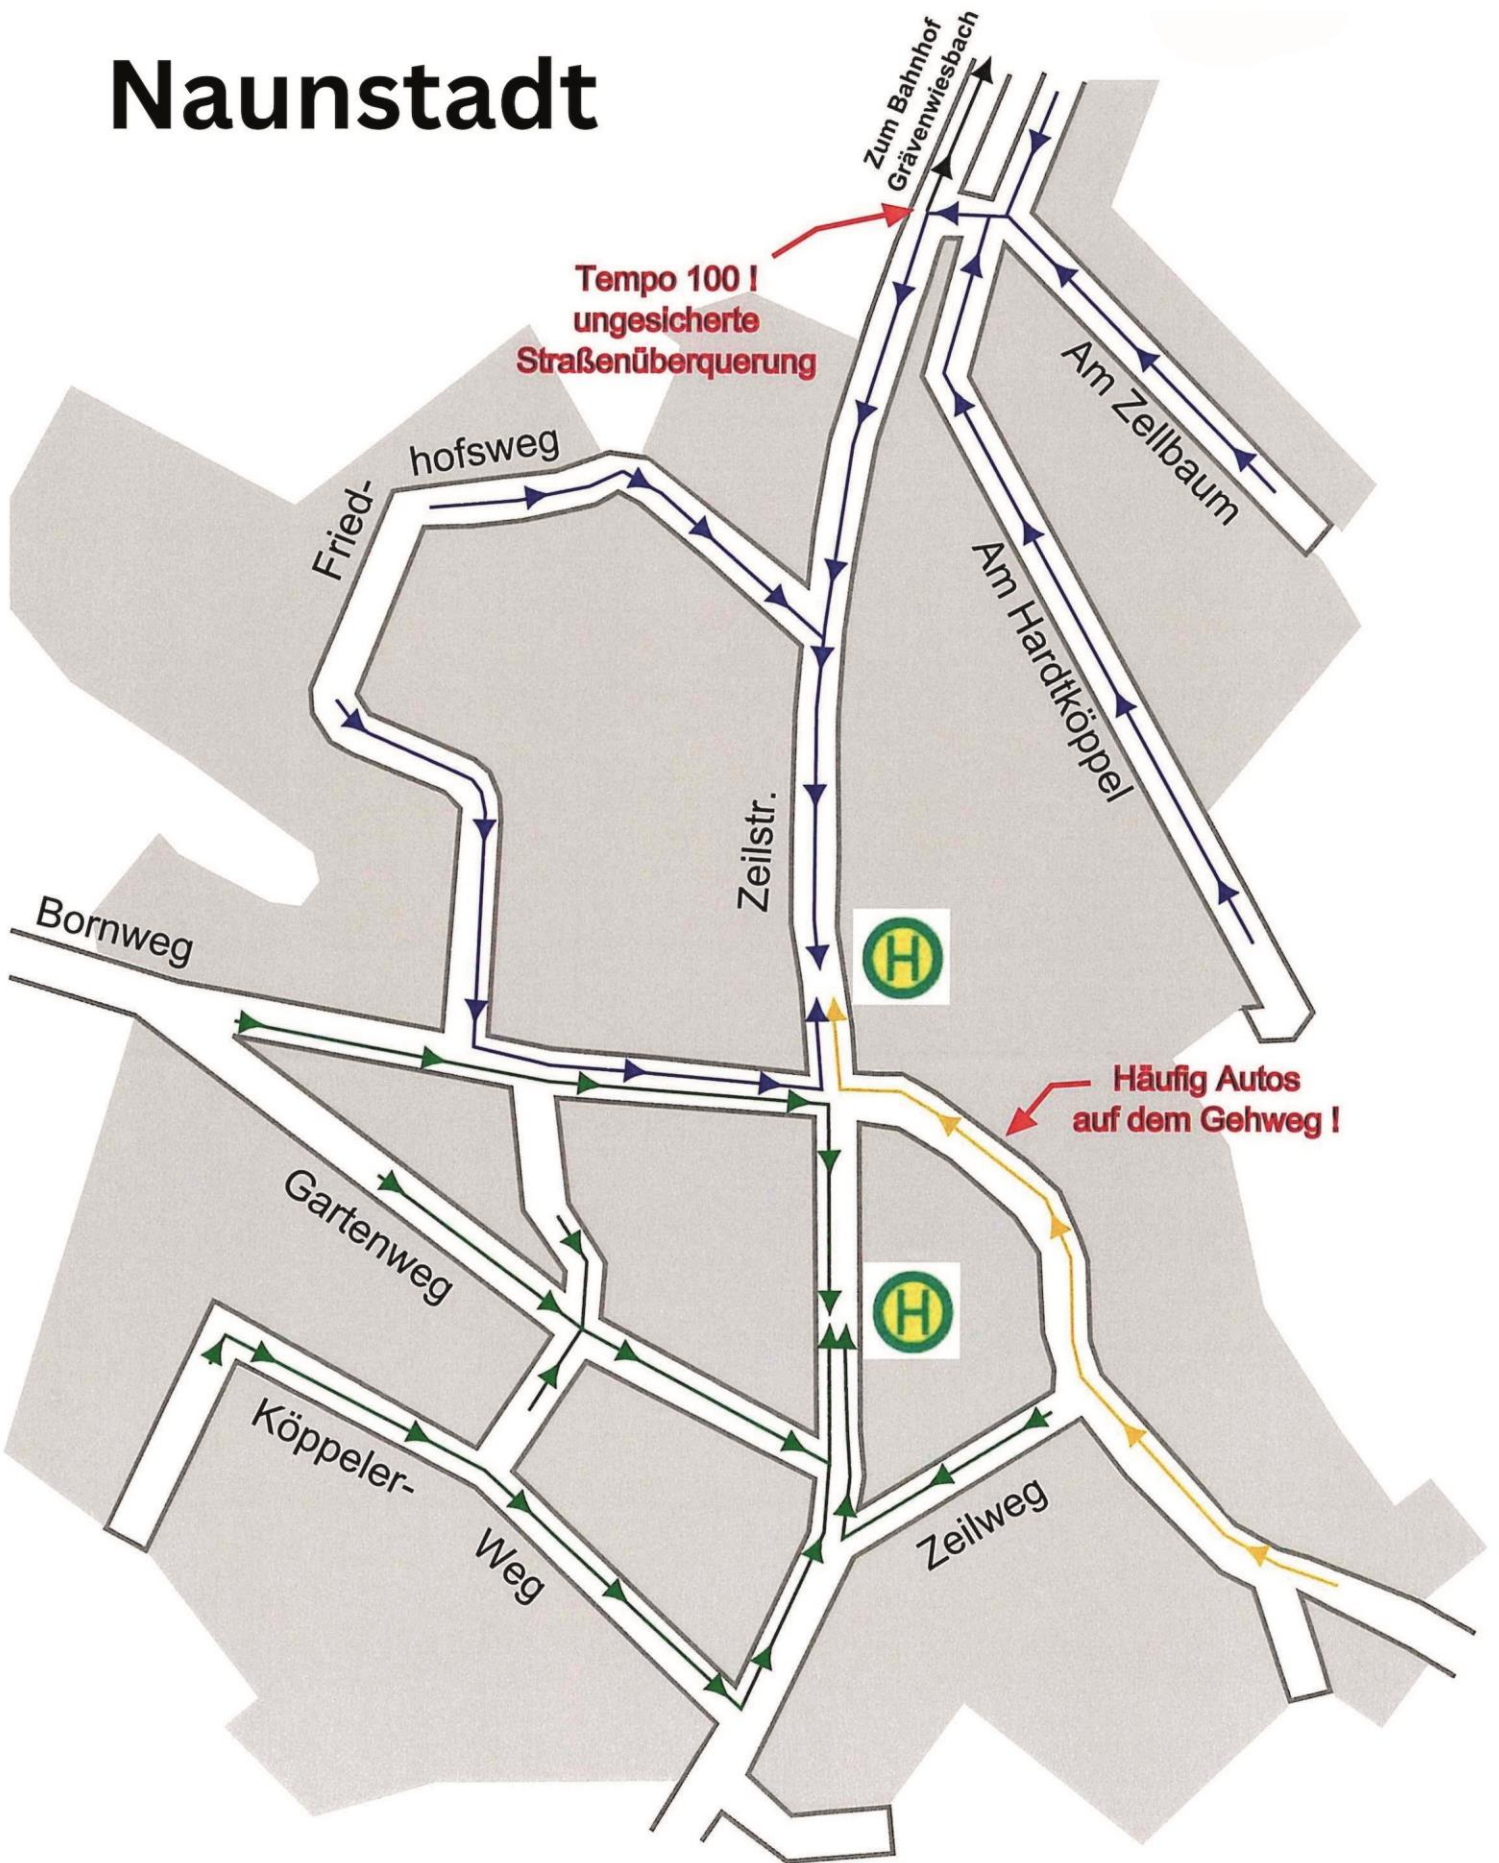 Naunstadt
Zum Bahnhof
Grävenwiesbach
Tempo 100 !
ungesicherte
Straßenüberquerung
Am Zellbaum
Fried-
hofsweg
Am Hardtköppel
Zeilstr.
Bornweg
H
Häufig Autos
auf dem Gehweg !
Gartenweg
H
Köppeler-
Weg
Zeilweg